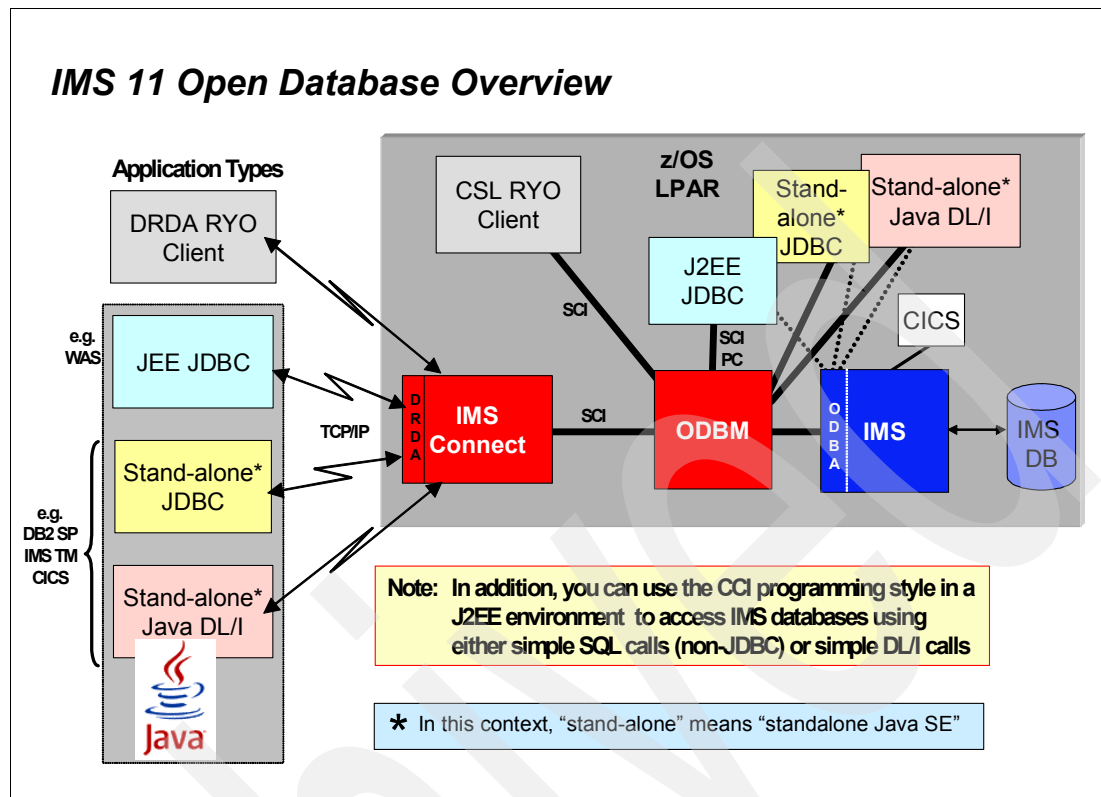 IMS 11 Open Database Overview
Application Types
DRDA RYO
Client
e.g.
WAS
JEE JDBC
Stand-alone*
JDBC
e.g.
DB2 SP
IMS TM
CICS
Stand-alone*
Java DL/I
Java
TCP/IP
z/OS
LPAR
CSL RYO
Client
Stand-
alone*
JDBC
Stand-alone*
Java DL/I
J2EE
JDBC
CICS
SCI
SCI
PC
DRDA
IMS
Connect
SCI
ODBM
ODBA
IMS
IMS
DB
Note: In addition, you can use the CCI programming style in a
J2EE environment to access IMS databases using
either simple SQL calls (non-JDBC) or simple DL/I calls
* In this context, “stand-alone” means “standalone Java SE”